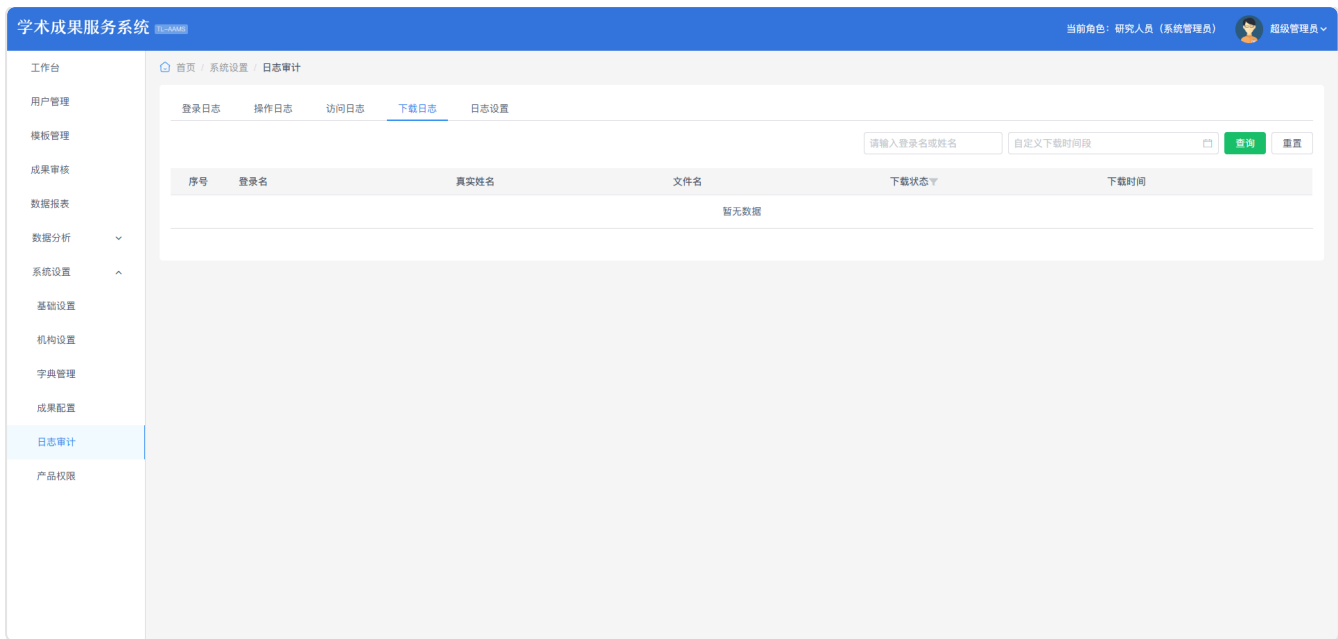 学术成果服务系统 TL-AAMS
当前角色：研究人员（系统管理员） 超级管理员
工作台
用户管理
模板管理
成果审核
数据报表
数据分析
系统设置
基础设置
机构设置
字典管理
成果配置
日志审计
产品权限
首页 / 系统设置 / 日志审计
登录日志 操作日志 访问日志 下载日志 日志设置
请输入登录名或姓名 自定义下载时间段 查询 重置
序号 登录名 真实姓名 文件名 下载状态 下载时间
暂无数据